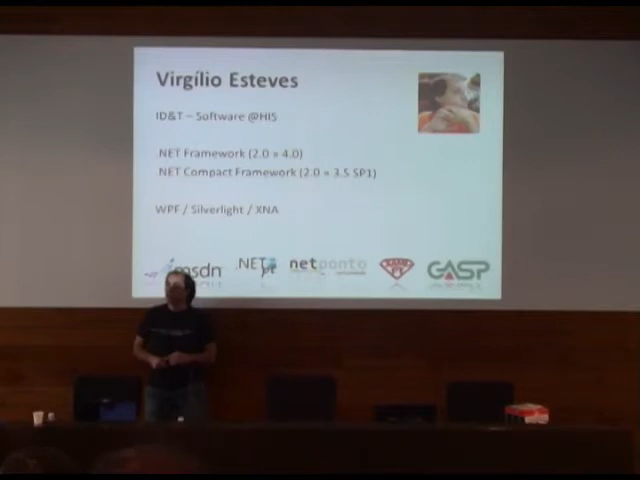 Virgílio Esteves
ID&T – Software @HIS
.NET Framework (2.0 » 4.0)
.NET Compact Framework (2.0 » 3.5 SP1)
WPF / Silverlight / XNA
msdn .NET pt netponto GASP